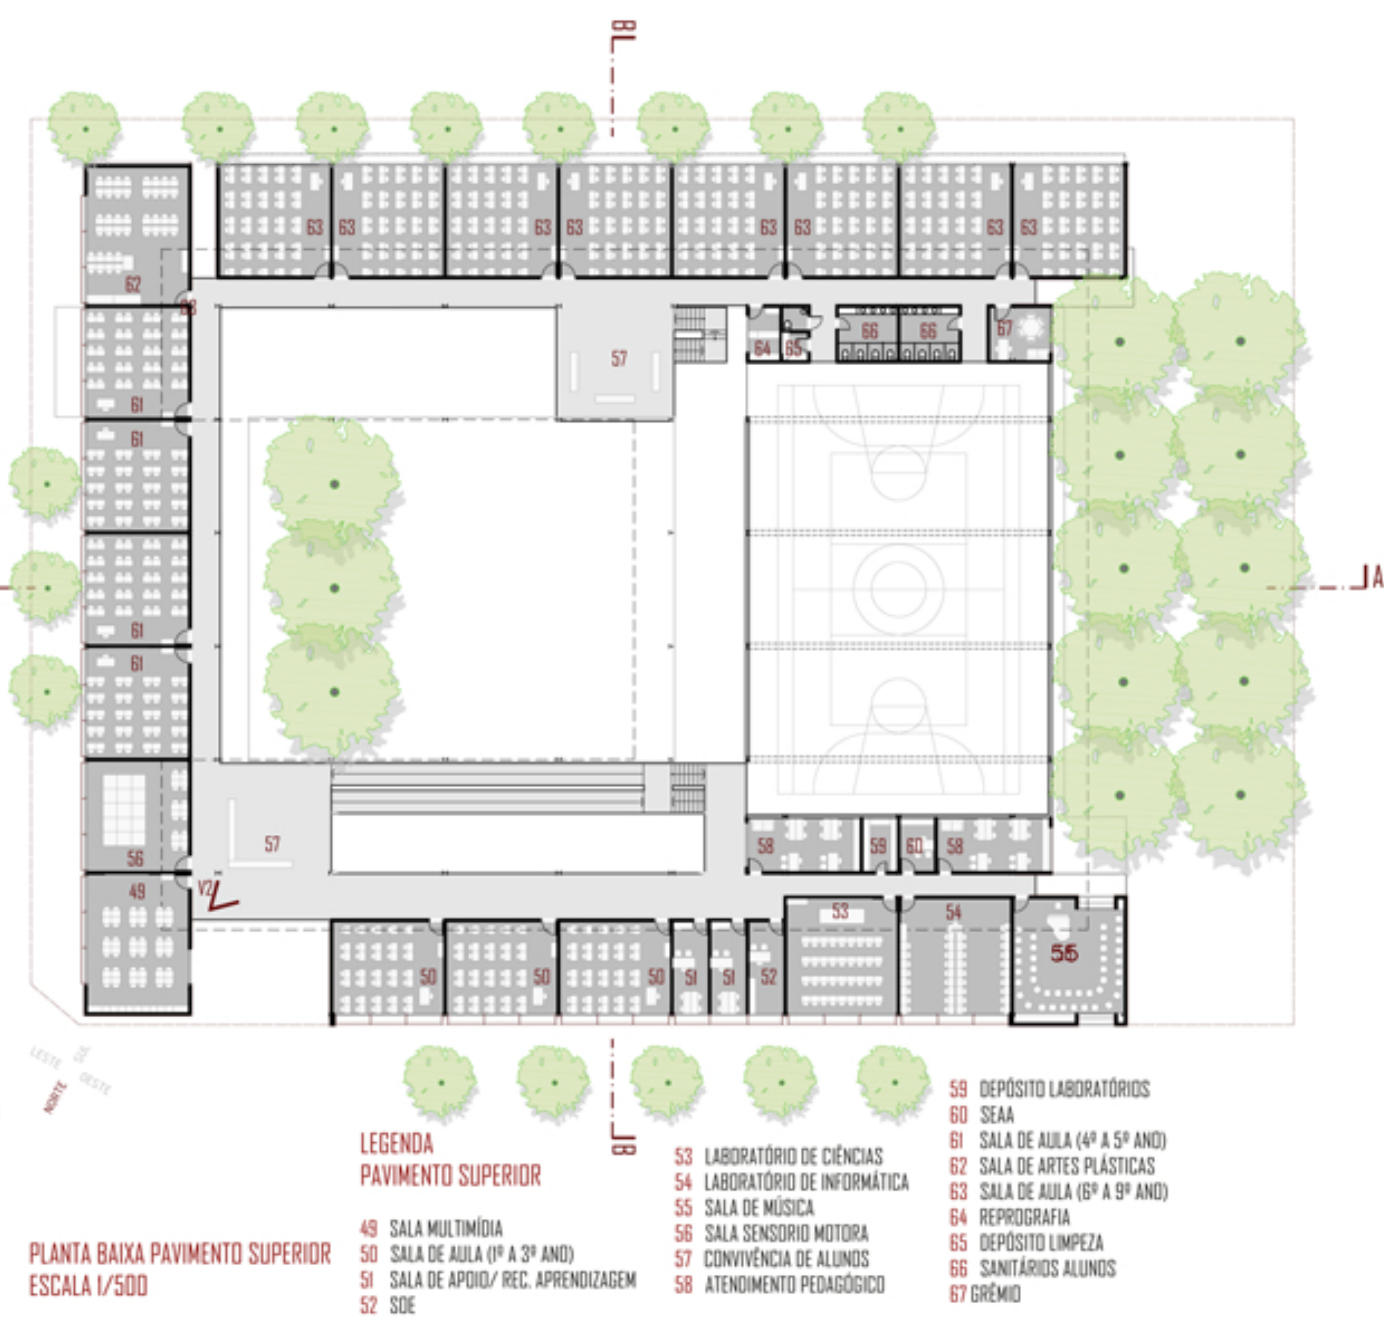 B
63 63 63 63 63 63 63 63
62
66
61
57
64 65 66 66 67
61
61
61
A
56
57
58 59 60 58
49
V2
53 54
50 50 50 51 51 52
LESTE SUL
NORTE OESTE
B
LEGENDA
PAVIMENTO SUPERIOR
PLANTA BAIXA PAVIMENTO SUPERIOR
ESCALA 1/500
49 SALA MULTIMÍDIA
50 SALA DE AULA (1º A 3º ANO)
51 SALA DE APOIO/ REC. APRENDIZAGEM
52 SOE
53 LABORATÓRIO DE CIÊNCIAS
54 LABORATÓRIO DE INFORMÁTICA
55 SALA DE MÚSICA
56 SALA SENSORIO MOTORA
57 CONVIVÊNCIA DE ALUNOS
58 ATENDIMENTO PEDAGÓGICO
59 DEPÓSITO LABORATÓRIOS
60 SEAA
61 SALA DE AULA (4º A 5º ANO)
62 SALA DE ARTES PLÁSTICAS
63 SALA DE AULA (6º A 9º ANO)
64 REPROGRAFIA
65 DEPÓSITO LIMPEZA
66 SANITÁRIOS ALUNOS
67 GRÊMIO